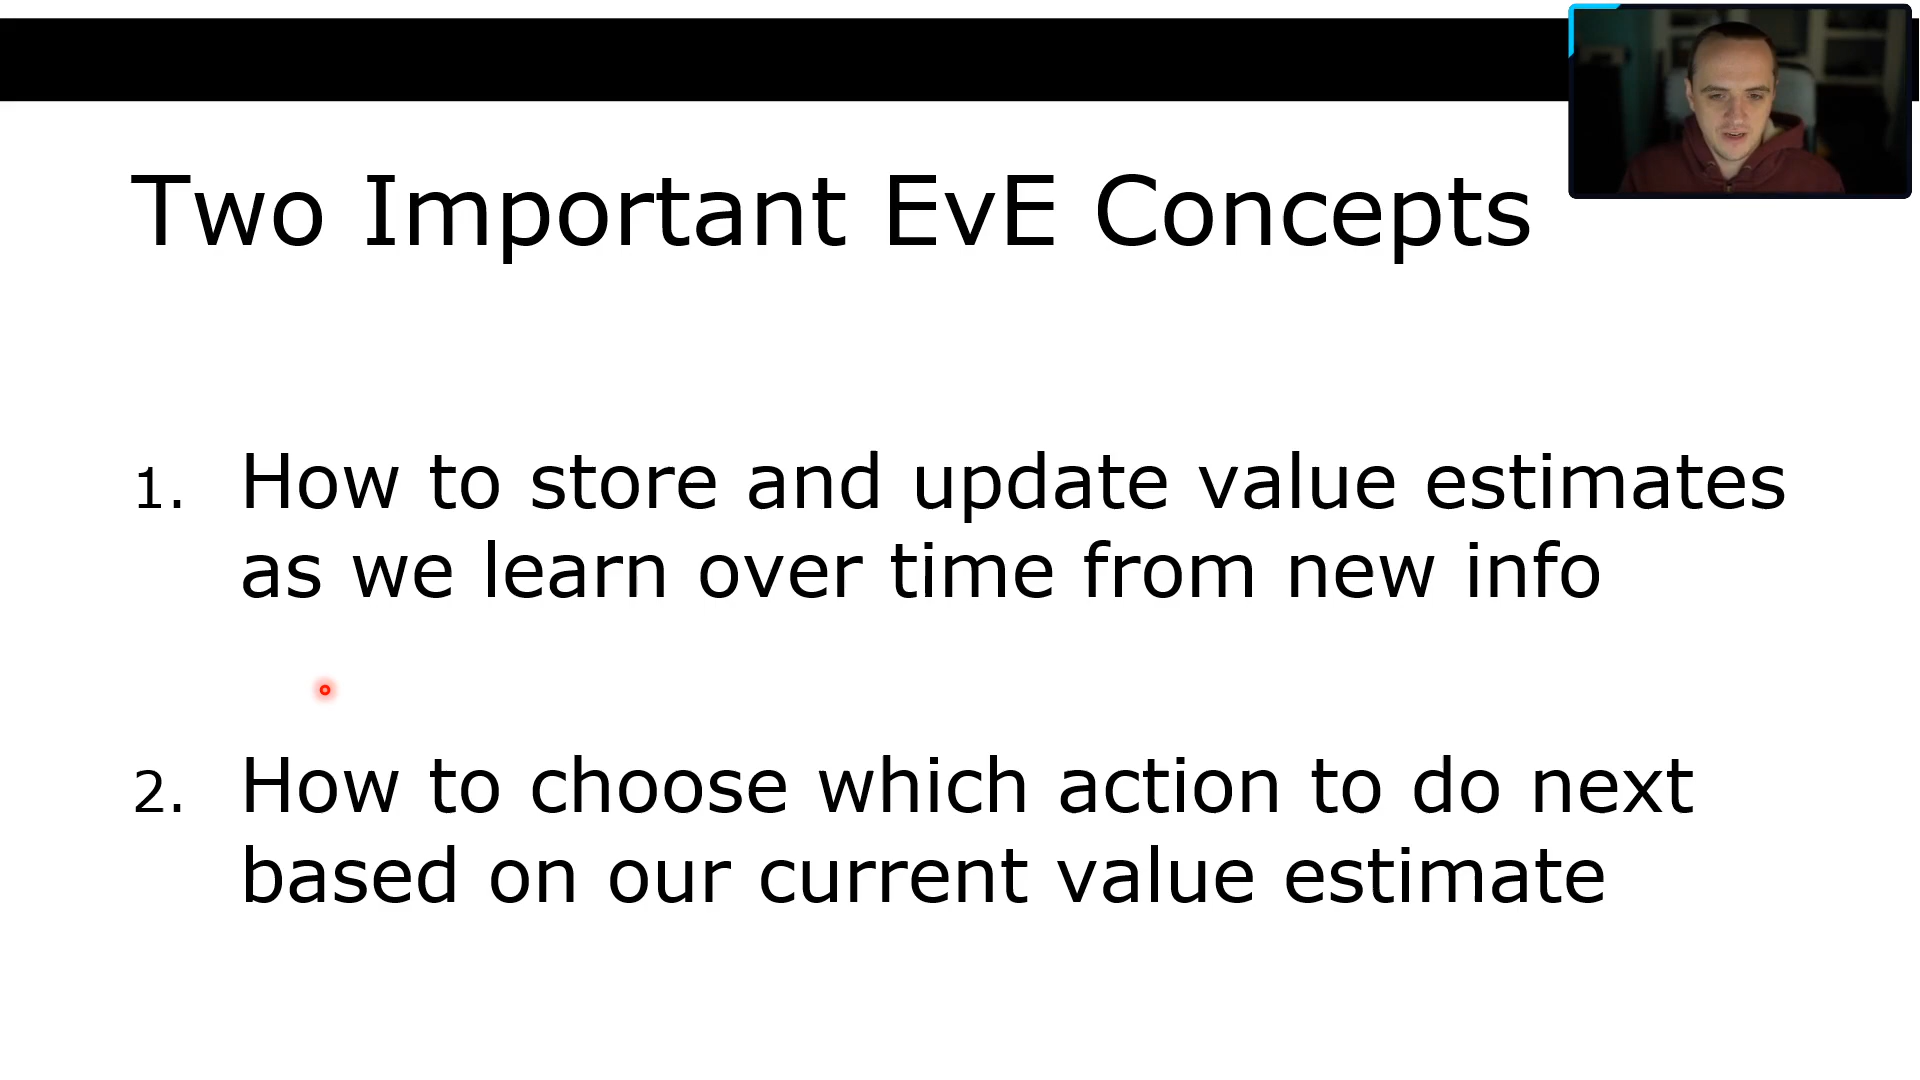 Two Important EvE Concepts
1. How to store and update value estimates
as we learn over time from new info
2. How to choose which action to do next
based on our current value estimate